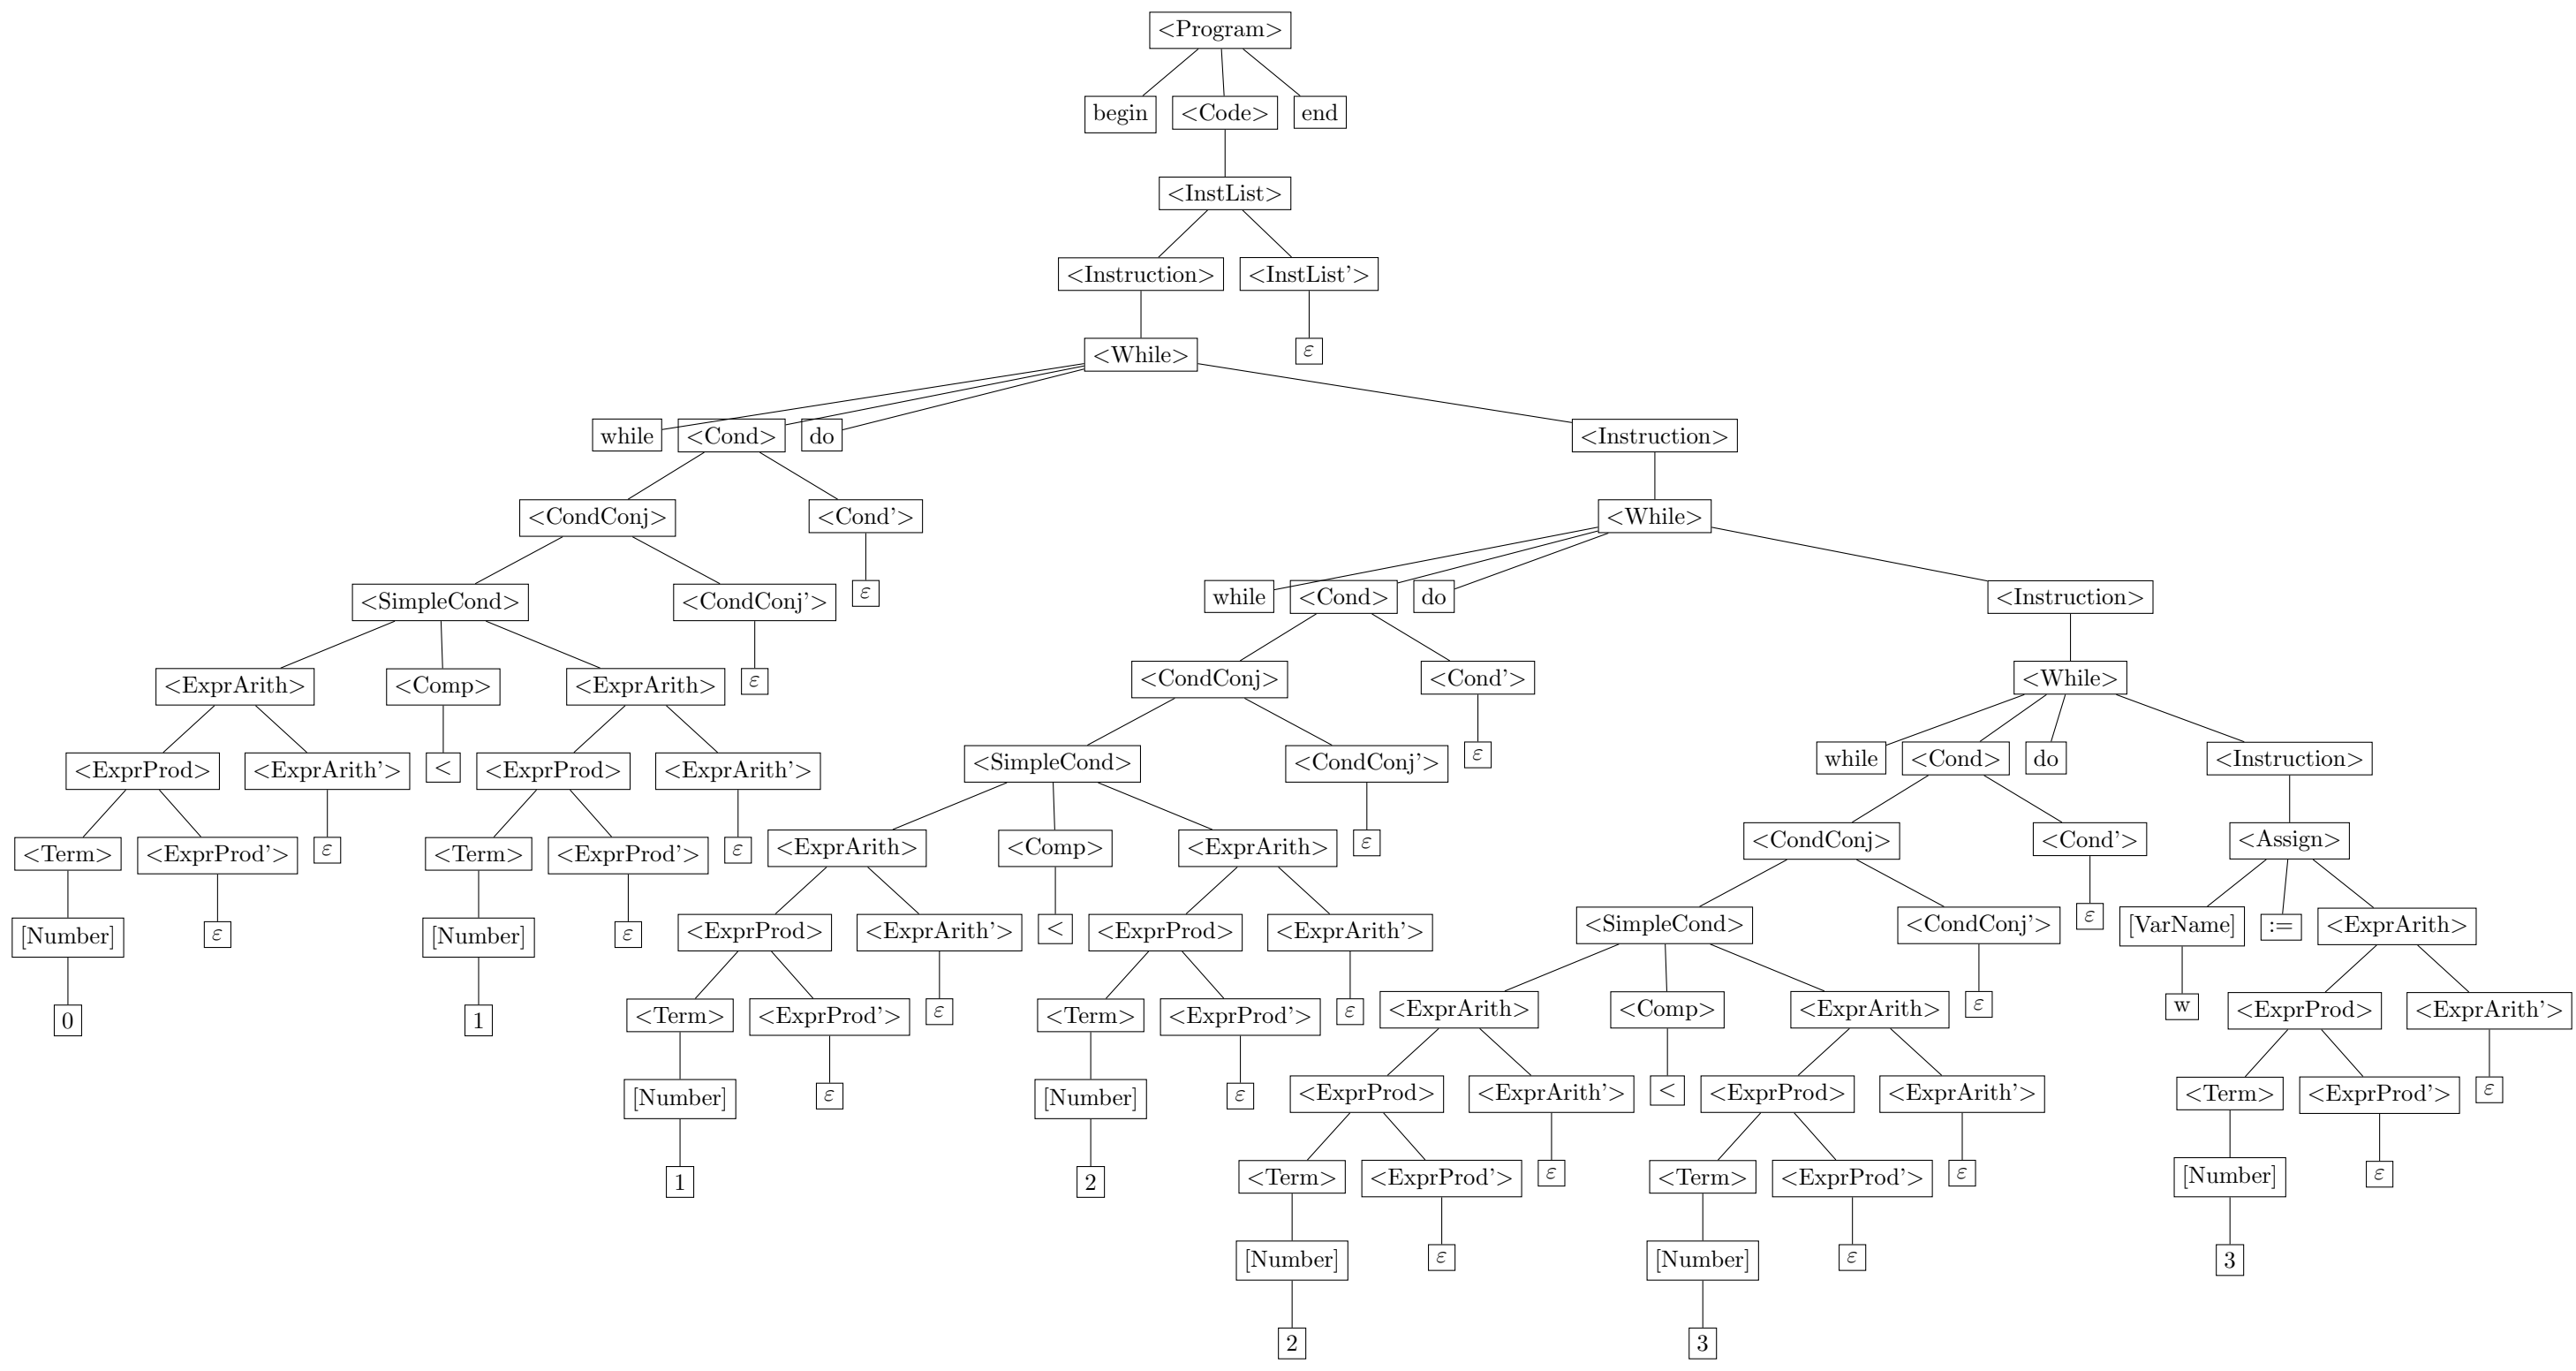 <Program>
begin <Code> end
<InstList>
<Instruction> <InstList'>
<While> ε
while <Cond> do <Instruction>
<CondConj> <Cond'> <While>
<SimpleCond> <CondConj'> ε while <Cond> do <Instruction>
<ExprArith> <Comp> <ExprArith> ε <CondConj> <Cond'> <While>
<ExprProd> <ExprArith'> < <ExprProd> <ExprArith'> <SimpleCond> <CondConj'> ε while <Cond> do <Instruction>
<Term> <ExprProd'> ε <Term> <ExprProd'> ε <ExprArith> <Comp> <ExprArith> ε <CondConj> <Cond'> <Assign>
[Number] ε [Number] ε <ExprProd> <ExprArith'> < <ExprProd> <ExprArith'> <SimpleCond> <CondConj'> ε [VarName] := <ExprArith>
0 1 <Term> <ExprProd'> ε <Term> <ExprProd'> ε <ExprArith> <Comp> <ExprArith> ε w <ExprProd> <ExprArith'>
[Number] ε [Number] ε <ExprProd> <ExprArith'> < <ExprProd> <ExprArith'> <Term> <ExprProd'> ε
1 2 <Term> <ExprProd'> ε <Term> <ExprProd'> ε [Number] ε
[Number] ε [Number] ε 3
2 3